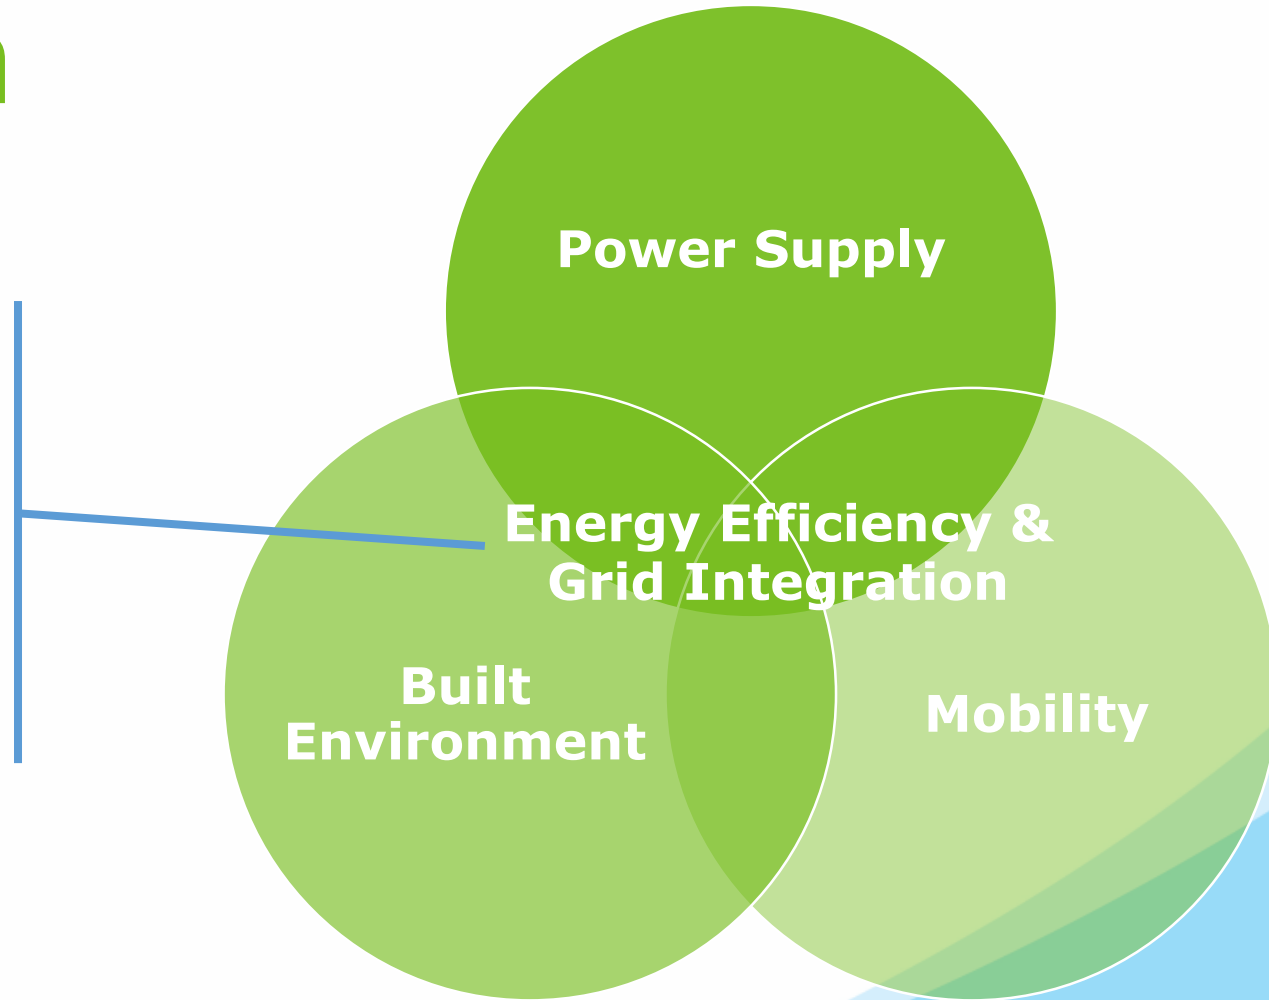 Power Supply
Energy Efficiency &
Grid Integration
Built
Environment
Mobility